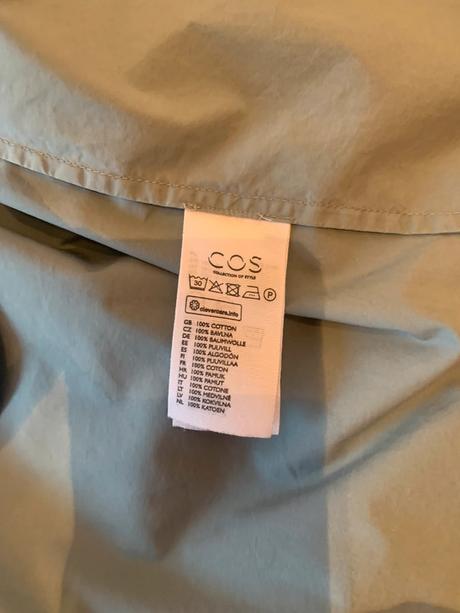 COS
COLLECTION OF STYLE
30 P
clevercare.info
GB 100% COTTON
CZ 100% BAVLNA
DE 100% BAUMWOLLE
EE 100% PUUVILL
ES 100% ALGODÓN
FI 100% PUUVILLAA
FR 100% COTON
HR 100% PAMUK
HU 100% PAMUT
IT 100% COTONE
LT 100% MEDVILNĖ
LV 100% KOKVILNA
NL 100% KATOEN